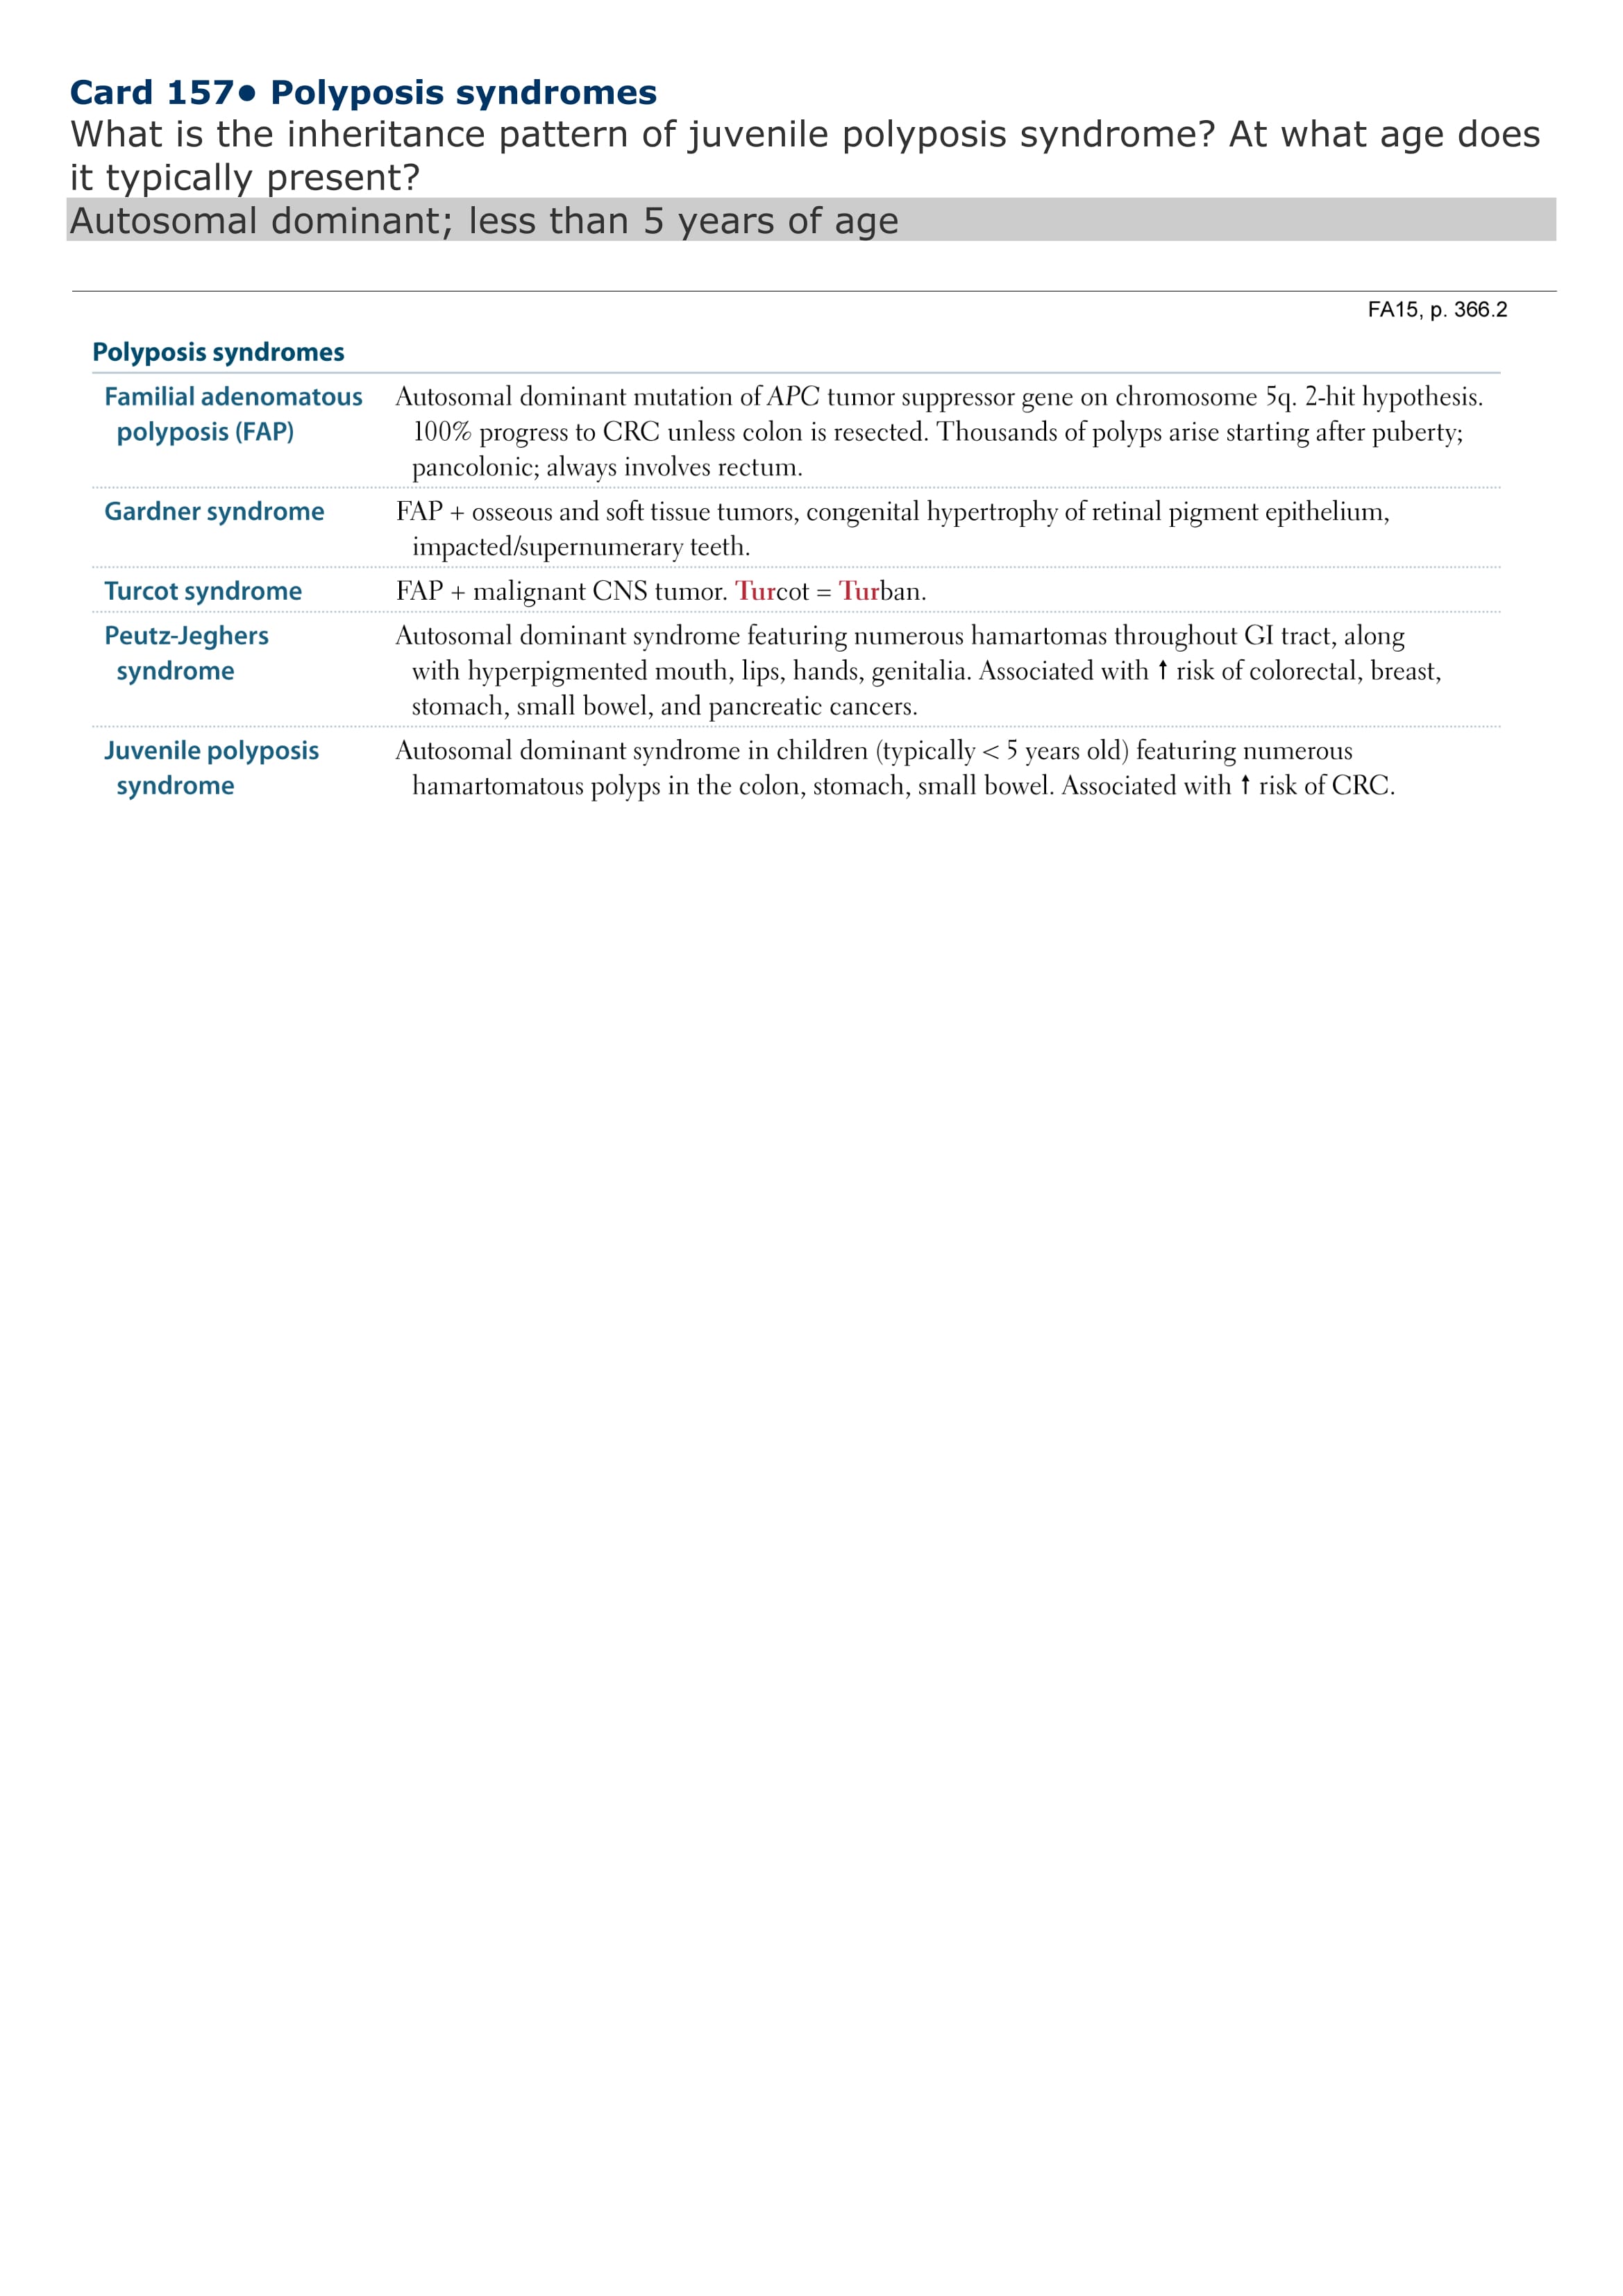 Card 157• Polyposis syndromes
What is the inheritance pattern of juvenile polyposis syndrome? At what age does
it typically present?
Autosomal dominant; less than 5 years of age
FA15, p. 366.2
Polyposis syndromes
Familial adenomatous polyposis (FAP)
Autosomal dominant mutation of APC tumor suppressor gene on chromosome 5q. 2-hit hypothesis.
100% progress to CRC unless colon is resected. Thousands of polyps arise starting after puberty;
pancolonic; always involves rectum.
Gardner syndrome
FAP + osseous and soft tissue tumors, congenital hypertrophy of retinal pigment epithelium,
impacted/supernumerary teeth.
Turcot syndrome
FAP + malignant CNS tumor. Turcot = Turban.
Peutz-Jeghers
syndrome
Autosomal dominant syndrome featuring numerous hamartomas throughout GI tract, along
with hyperpigmented mouth, lips, hands, genitalia. Associated with ↑ risk of colorectal, breast,
stomach, small bowel, and pancreatic cancers.
Juvenile polyposis
syndrome
Autosomal dominant syndrome in children (typically < 5 years old) featuring numerous
hamartomatous polyps in the colon, stomach, small bowel. Associated with ↑ risk of CRC.